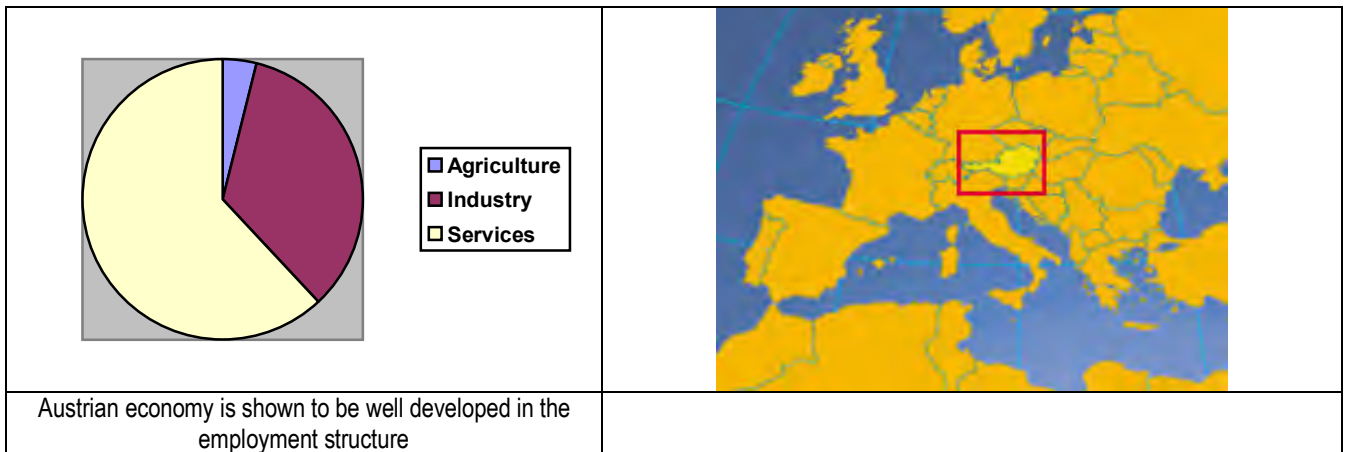 Agriculture
Industry
Services
Austrian economy is shown to be well developed in the
employment structure